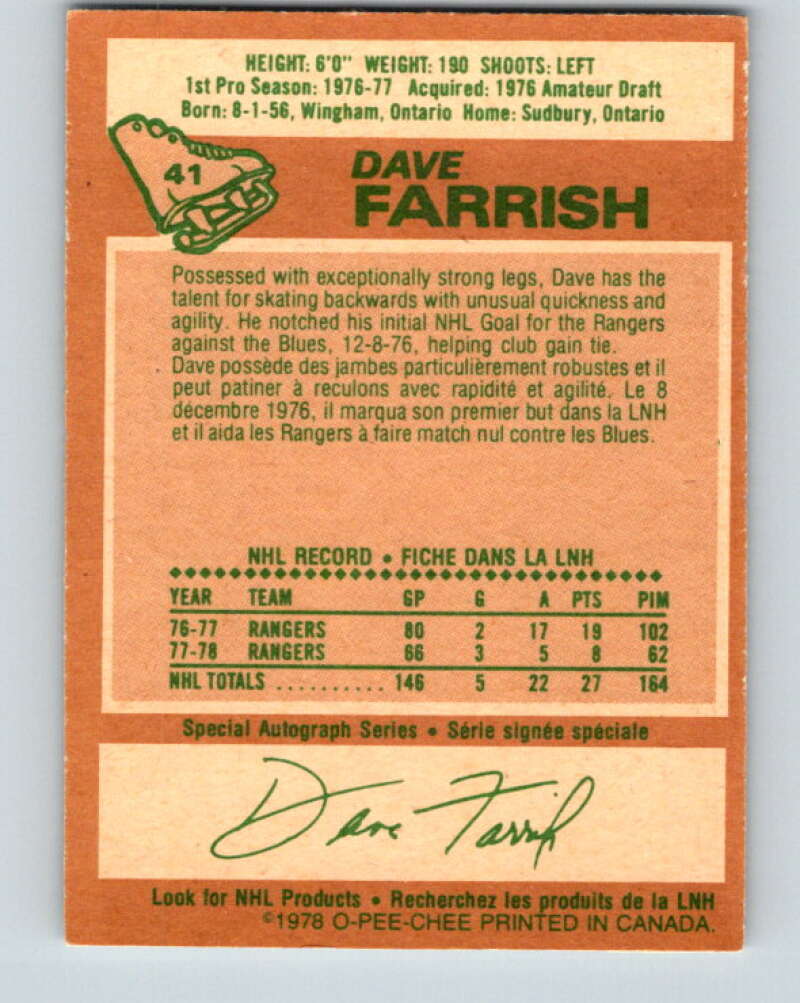 HEIGHT: 6'0" WEIGHT: 190 SHOOTS: LEFT
1st Pro Season: 1976-77 Acquired: 1976 Amateur Draft
Born: 8-1-56, Wingham, Ontario Home: Sudbury, Ontario
41
DAVE
FARRISH
Possessed with exceptionally strong legs, Dave has the
talent for skating backwards with unusual quickness and
agility. He notched his initial NHL Goal for the Rangers
against the Blues, 12-8-76, helping club gain tie.
Dave possède des jambes particulièrement robustes et il
peut patiner à reculons avec rapidité et agilité. Le 8
décembre 1976, il marqua son premier but dans la LNH
et il aida les Rangers à faire match nul contre les Blues.
NHL RECORD • FICHE DANS LA LNH
YEAR TEAM GP G A PTS PIM
76-77 RANGERS 80 2 17 19 102
77-78 RANGERS 66 3 5 8 62
NHL TOTALS .......... 146 5 22 27 164
Special Autograph Series • Série signée spéciale
Dave Farrish
Look for NHL Products • Recherchez les produits de la LNH
©1978 O-PEE-CHEE PRINTED IN CANADA.